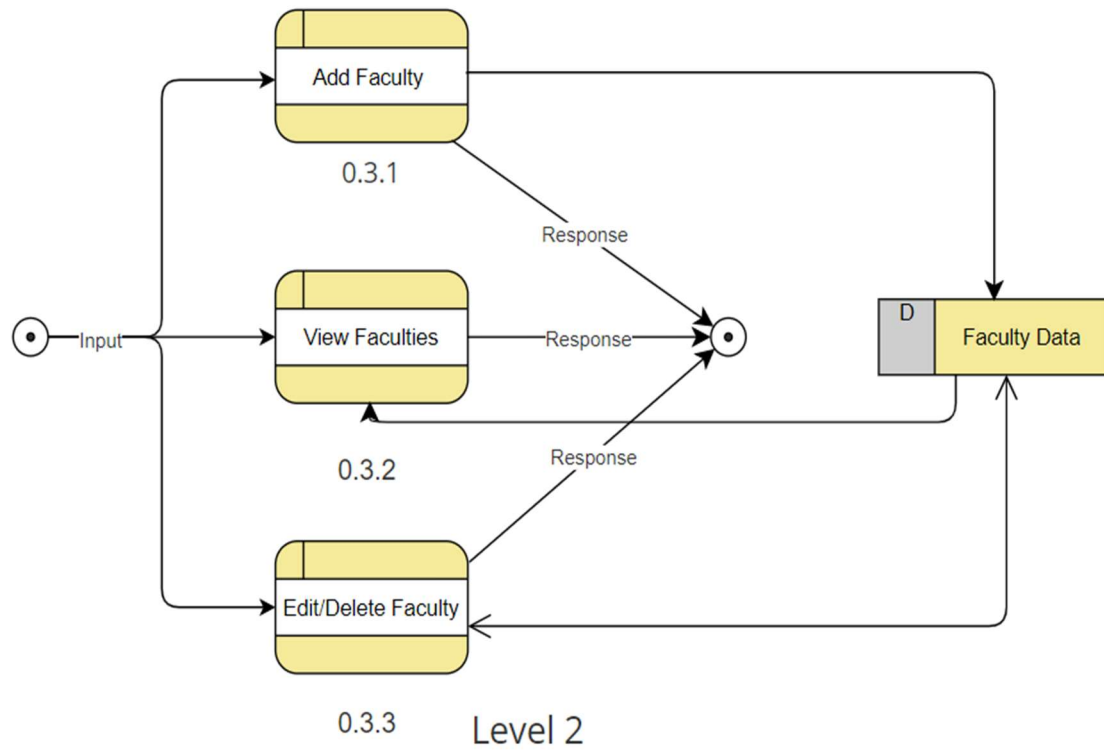 Add Faculty
0.3.1
Response
D
Input
View Faculties
Response
Faculty Data
0.3.2
Response
Edit/Delete Faculty
0.3.3
Level 2